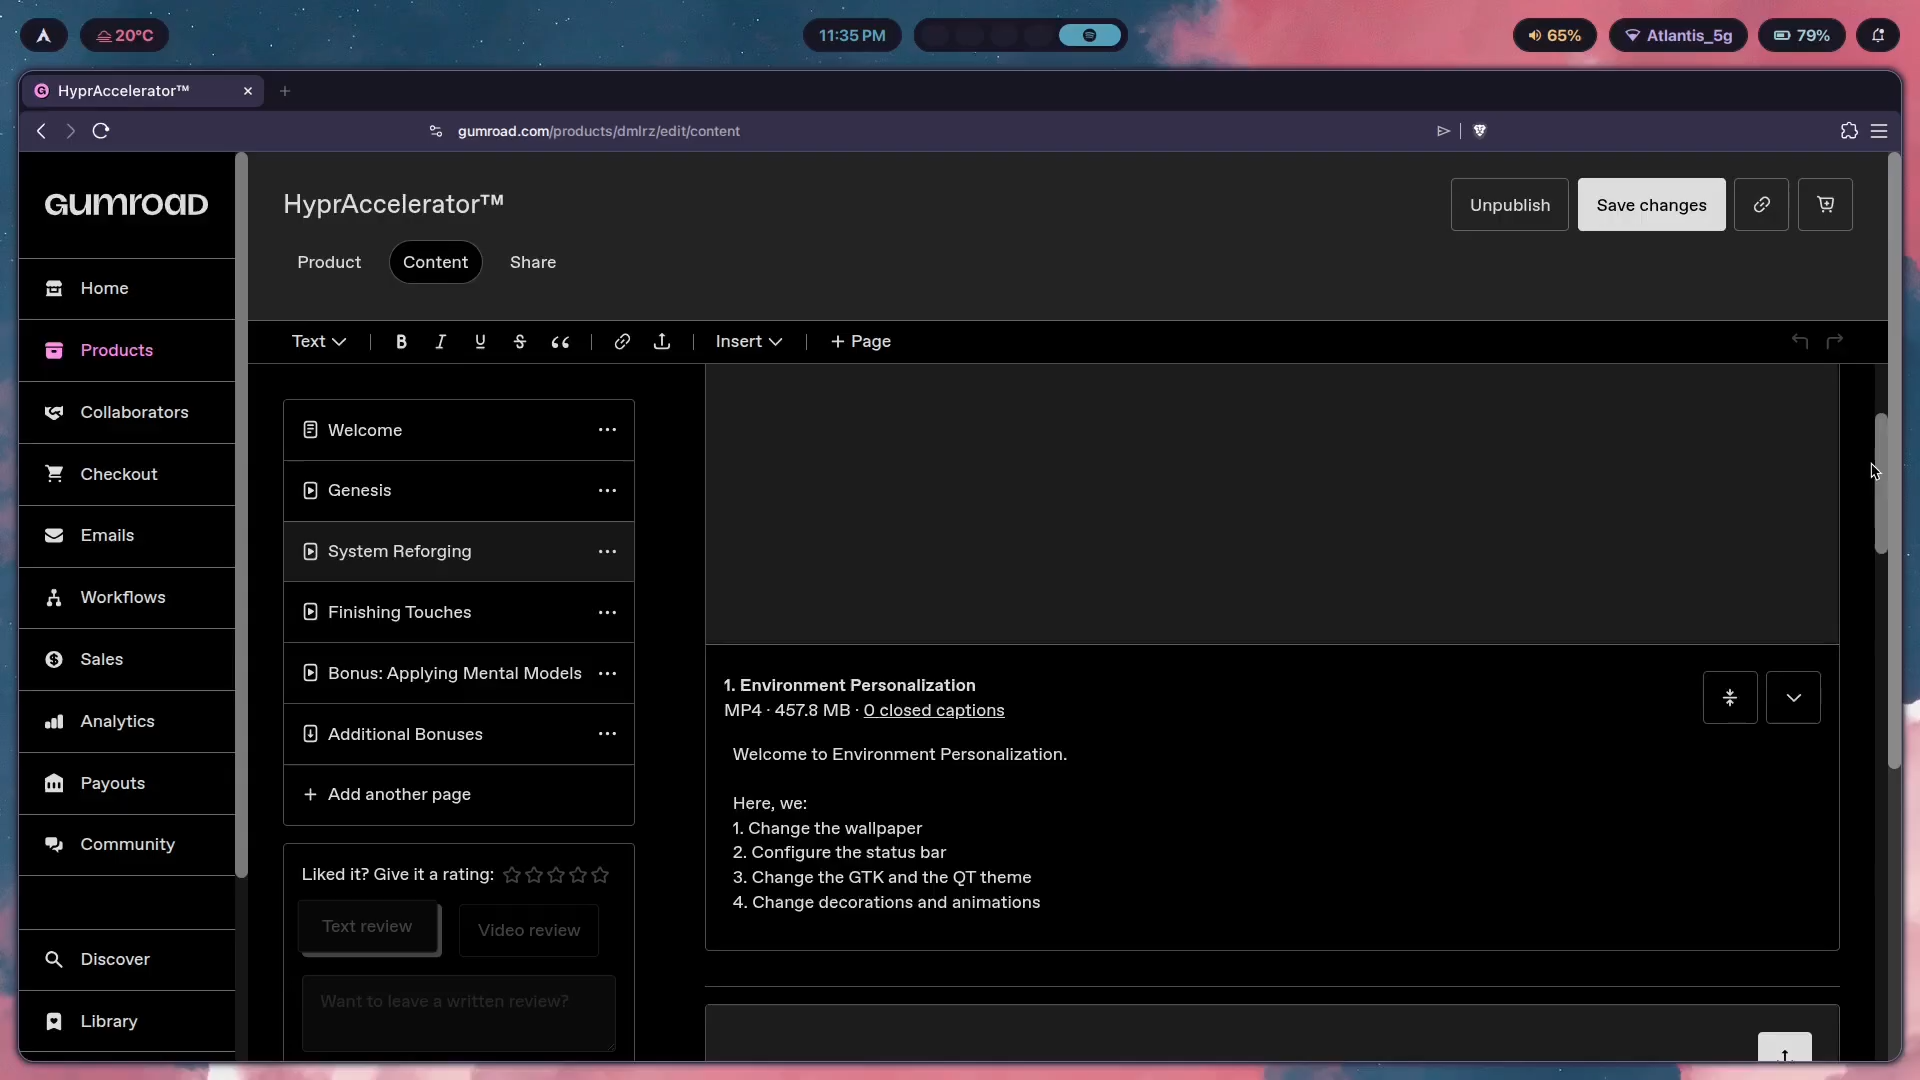 20°C
11:35 PM
65%
Atlantis_5g
79%
HyprAccelerator™
gumroad.com/products/dmlrz/edit/content
GUMROAD
Home
Products
Collaborators
Checkout
Emails
Workflows
Sales
Analytics
Payouts
Community
Discover
Library
HyprAccelerator™
Unpublish
Save changes
Product
Content
Share
Text
B
I
U
S
Insert
+ Page
Welcome
Genesis
System Reforging
Finishing Touches
Bonus: Applying Mental Models
Additional Bonuses
+ Add another page
Liked it? Give it a rating:
Text review
Video review
Want to leave a written review?
1. Environment Personalization
MP4 · 457.8 MB · 0 closed captions
Welcome to Environment Personalization.
Here, we:
1. Change the wallpaper
2. Configure the status bar
3. Change the GTK and the QT theme
4. Change decorations and animations